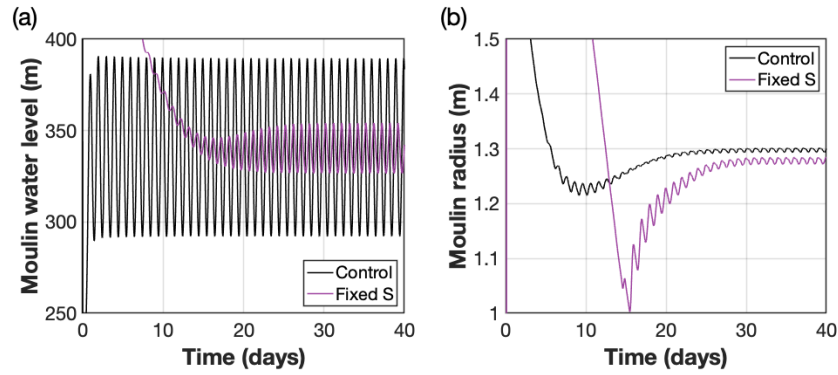 (a)
400
350
300
250
Moulin water level (m)
Control
Fixed S
0
10
20
30
40
Time (days)
(b)
1.5
1.4
1.3
1.2
1.1
1
Moulin radius (m)
Control
Fixed S
0
10
20
30
40
Time (days)